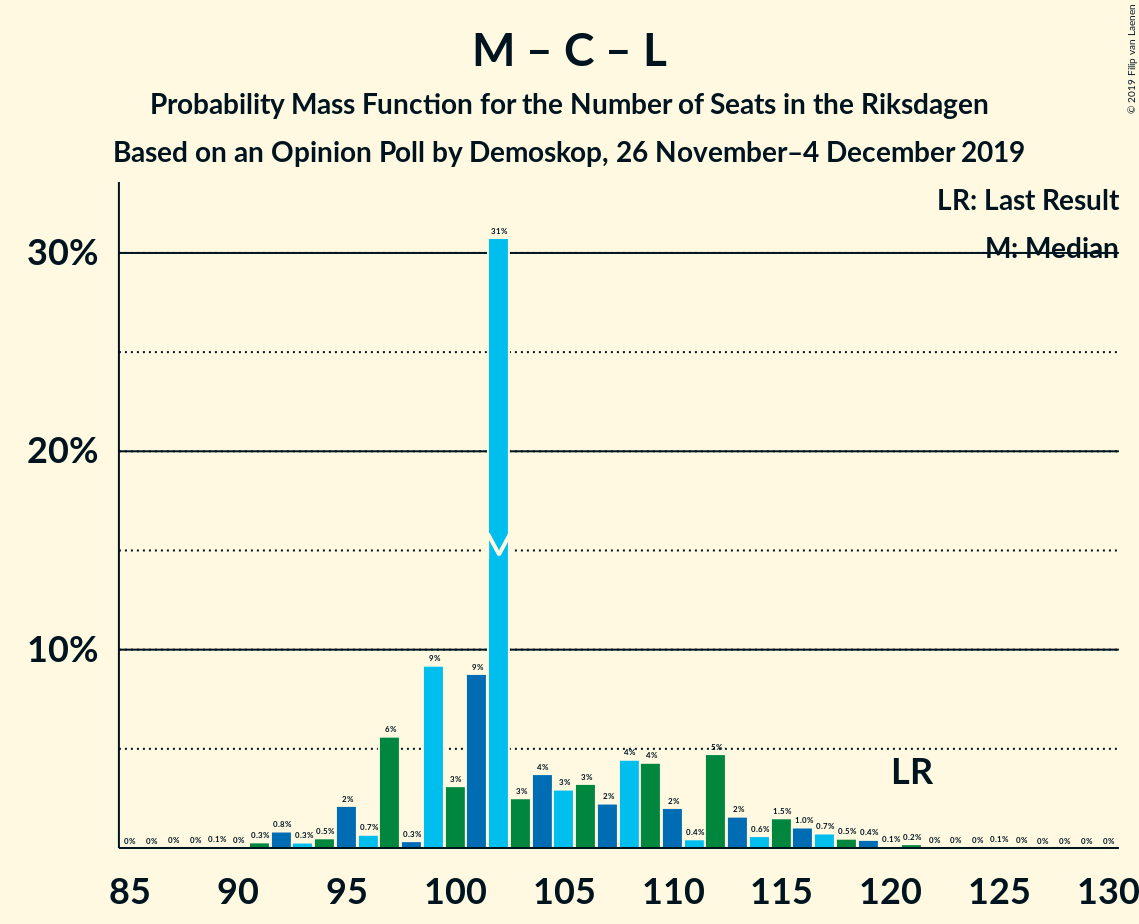 M – C – L
Probability Mass Function for the Number of Seats in the Riksdagen
Based on an Opinion Poll by Demoskop, 26 November–4 December 2019
© 2019 Filip van Laenen
LR: Last Result
M: Median
30%
20%
10%
0% 0% 0% 0% 0.1% 0% 0.3% 0.8% 0.3% 0.5% 2% 0.7% 6% 0.3% 9% 3% 9% 31% 3% 4% 3% 3% 2% 4% 4% 2% 0.4% 5% 2% 0.6% 1.5% 1.0% 0.7% 0.5% 0.4% 0.1% 0.2% 0% 0% 0% 0.1% 0% 0% 0% 0% 0%
M
LR
85 90 95 100 105 110 115 120 125 130